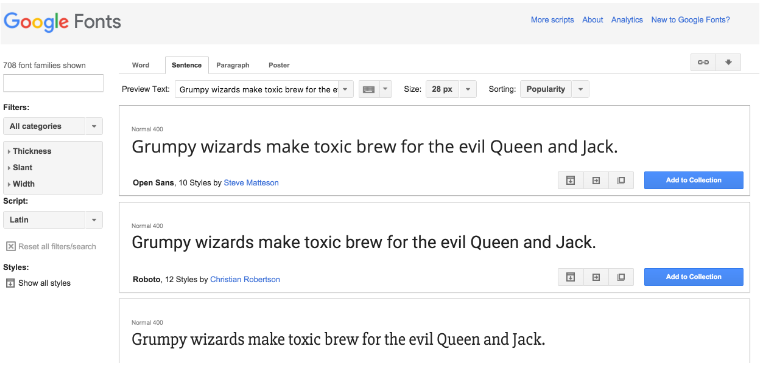 Google Fonts
More scripts About Analytics New to Google Fonts?
708 font families shown
Word Sentence Paragraph Poster
Preview Text: Grumpy wizards make toxic brew for the e Size: 28 px Sorting: Popularity
Filters:
All categories
Thickness
Slant
Width
Script:
Latin
Reset all filters/search
Styles:
Show all styles
Normal 400
Grumpy wizards make toxic brew for the evil Queen and Jack.
Open Sans, 10 Styles by Steve Matteson
Add to Collection
Normal 400
Grumpy wizards make toxic brew for the evil Queen and Jack.
Roboto, 12 Styles by Christian Robertson
Add to Collection
Normal 400
Grumpy wizards make toxic brew for the evil Queen and Jack.